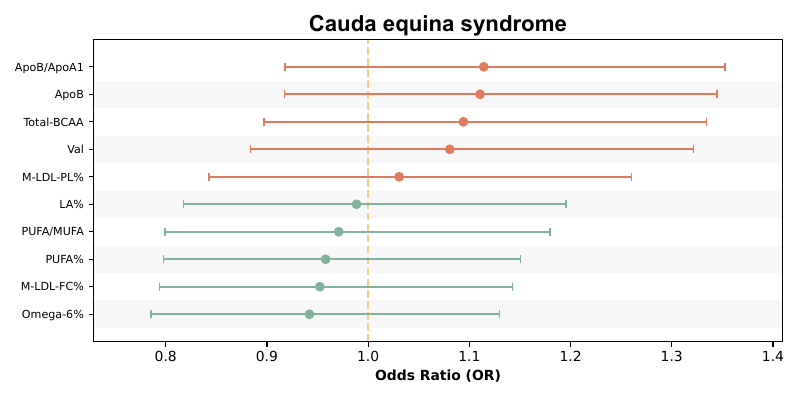 Cauda equina syndrome
ApoB/ApoA1
ApoB
Total-BCAA
Val
M-LDL-PL%
LA%
PUFA/MUFA
PUFA%
M-LDL-FC%
Omega-6%
0.8 0.9 1.0 1.1 1.2 1.3 1.4
Odds Ratio (OR)